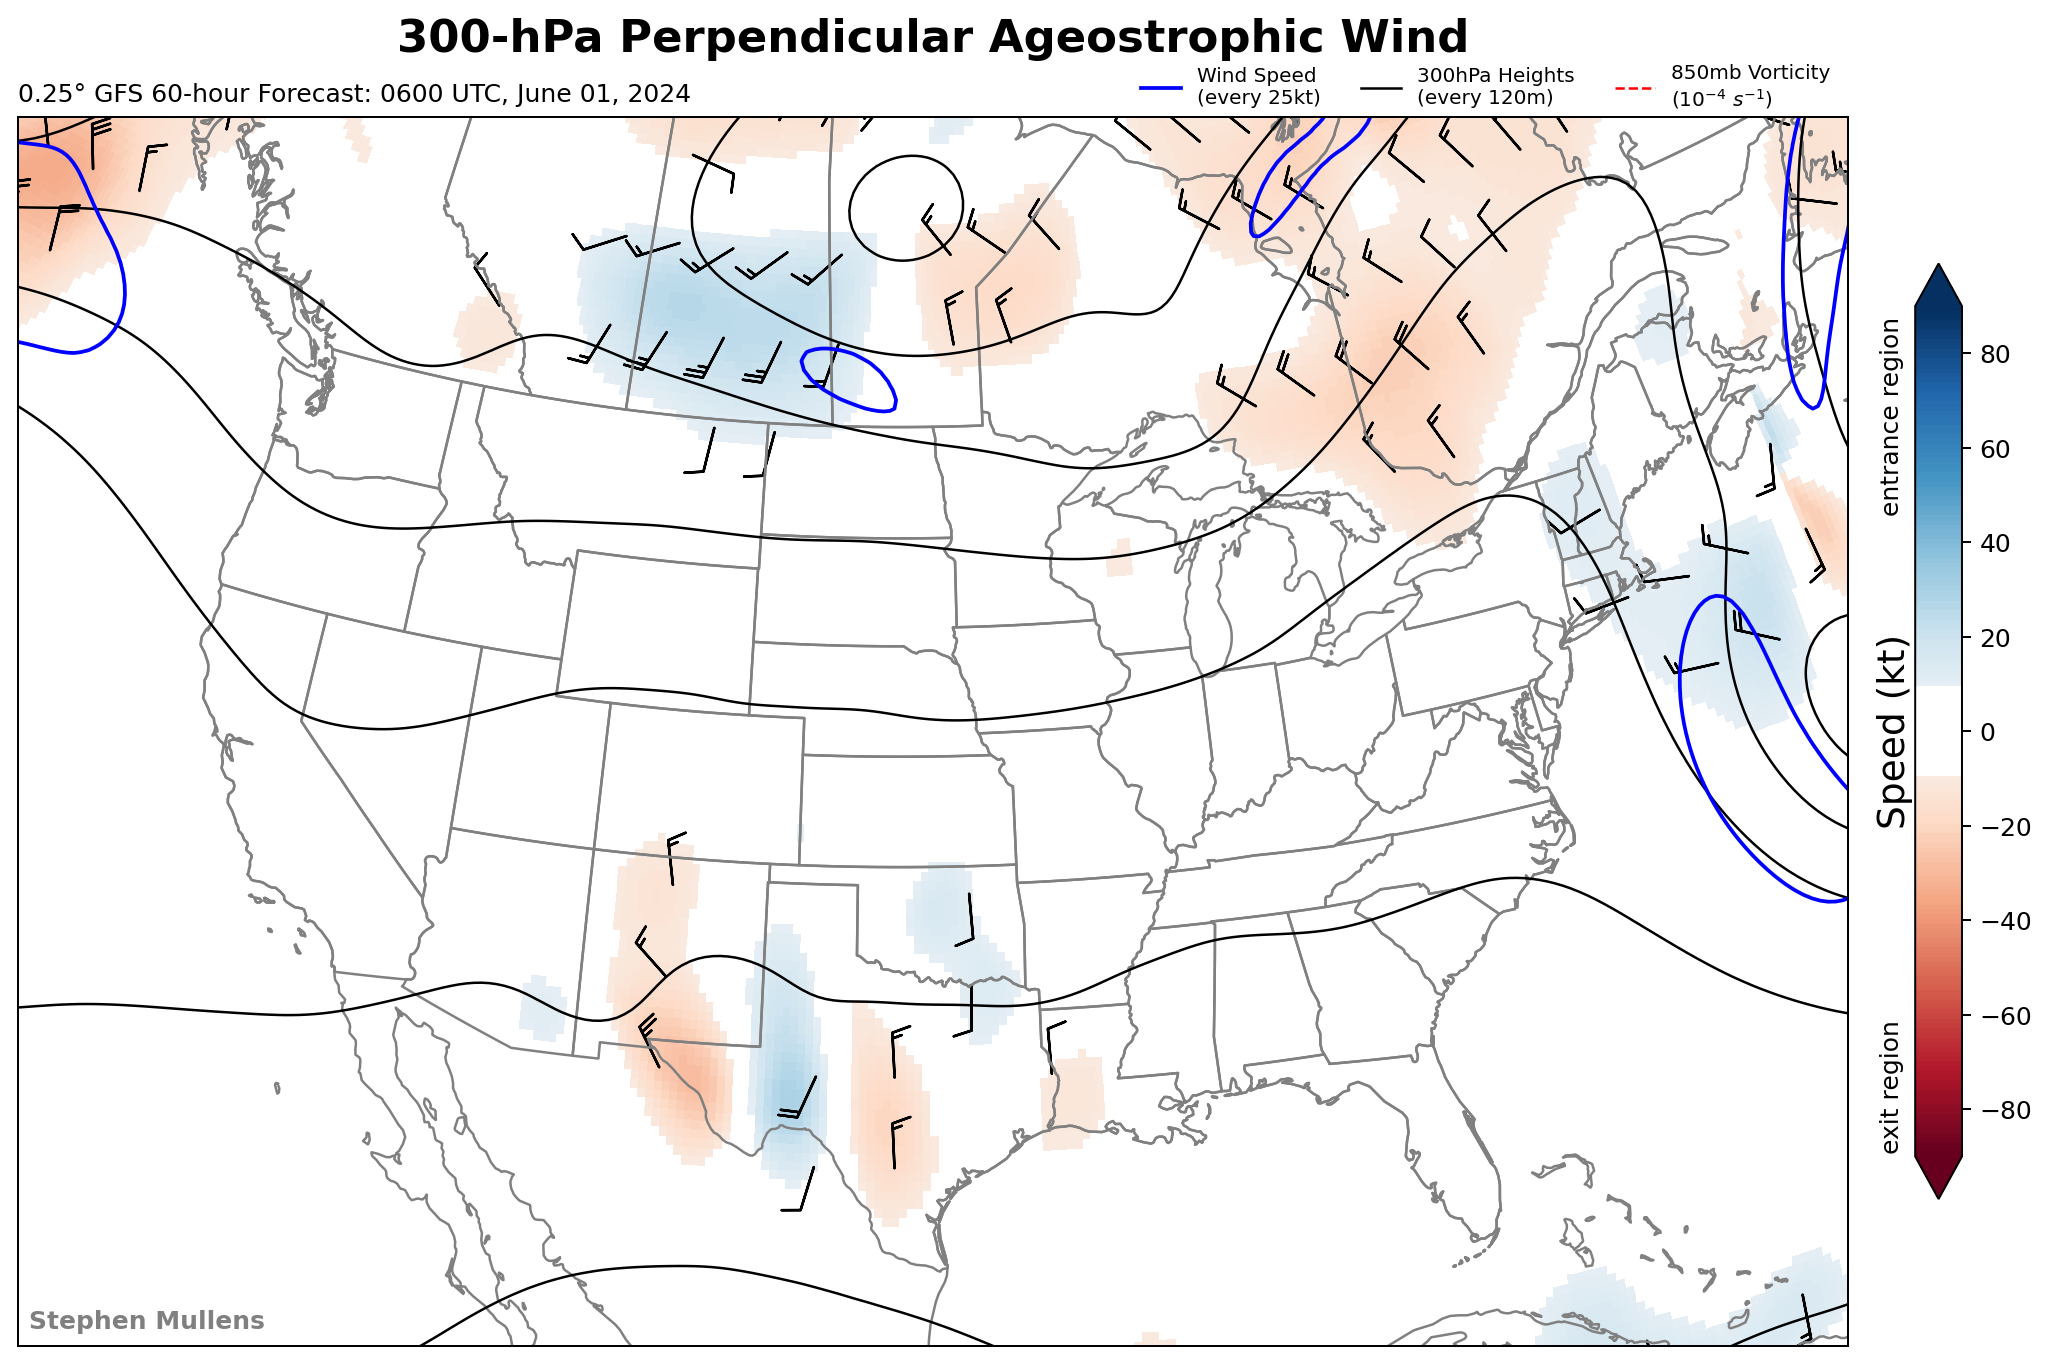 300-hPa Perpendicular Ageostrophic Wind
0.25° GFS 60-hour Forecast: 0600 UTC, June 01, 2024
Wind Speed
(every 25kt)
300hPa Heights
(every 120m)
850mb Vorticity
(10⁻⁴ s⁻¹)
entrance region
Speed (kt)
exit region
80
60
40
20
0
−20
−40
−60
−80
Stephen Mullens